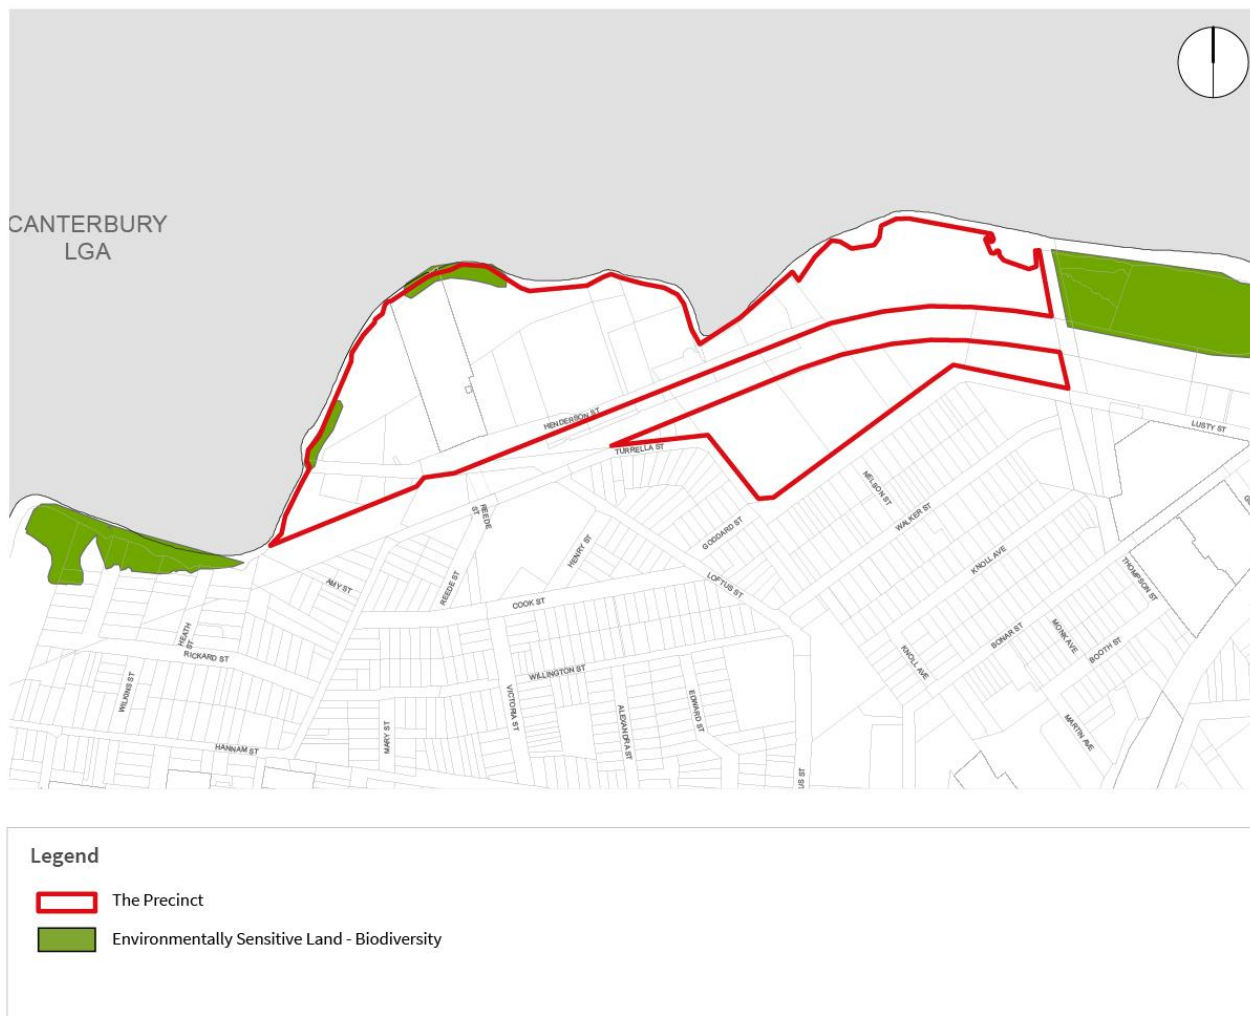 CANTERBURY
LGA
HENDERSON ST
TURRELLA ST
LUSTY ST
NELSON ST
WALKER ST
REEDE
ST
GODDARD ST
HENRY ST
KNOLL AVE
THOMPSON ST
AMY ST
REEDE ST
LOFTUS ST
COOK ST
BONAR ST
MONK AVE
BOOTH ST
HEATH
ST
RICKARD ST
KNOLL AVE
WILLINGTON ST
WILKINS ST
VICTORIA ST
EDWARD ST
ALEXANDRA ST
MARTIN AVE
MARY ST
HANNAM ST
US ST
Legend
The Precinct
Environmentally Sensitive Land - Biodiversity